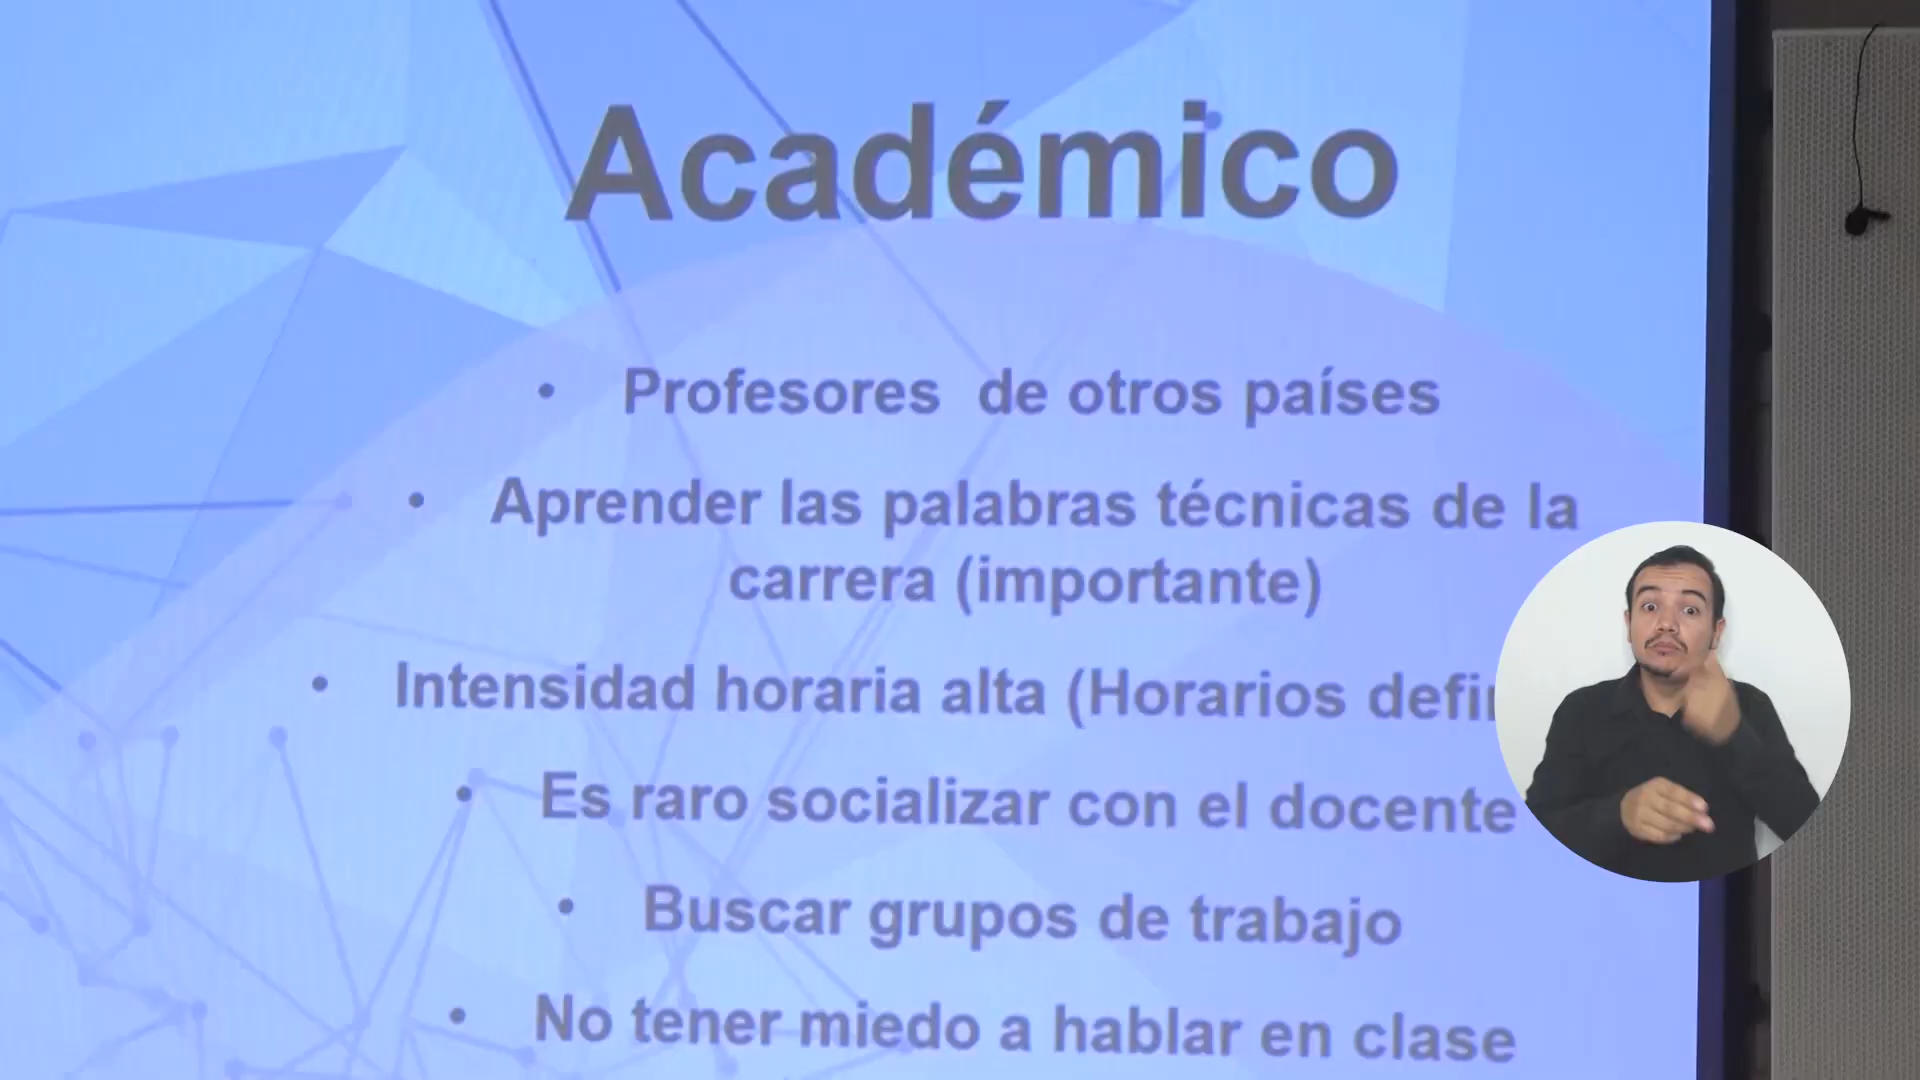 Académico
• Profesores de otros países
• Aprender las palabras técnicas de la
carrera (importante)
• Intensidad horaria alta (Horarios
• Es raro socializar con el docente
• Buscar grupos de trabajo
• No tener miedo a hablar en clase